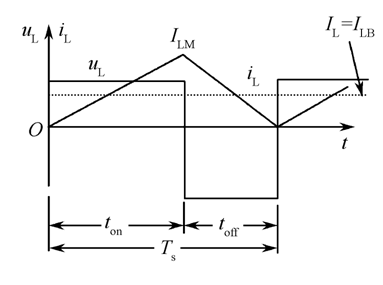 u_L i_L
I_LM
I_L=I_LB
u_L
i_L
O
t
t_on
t_off
T_s